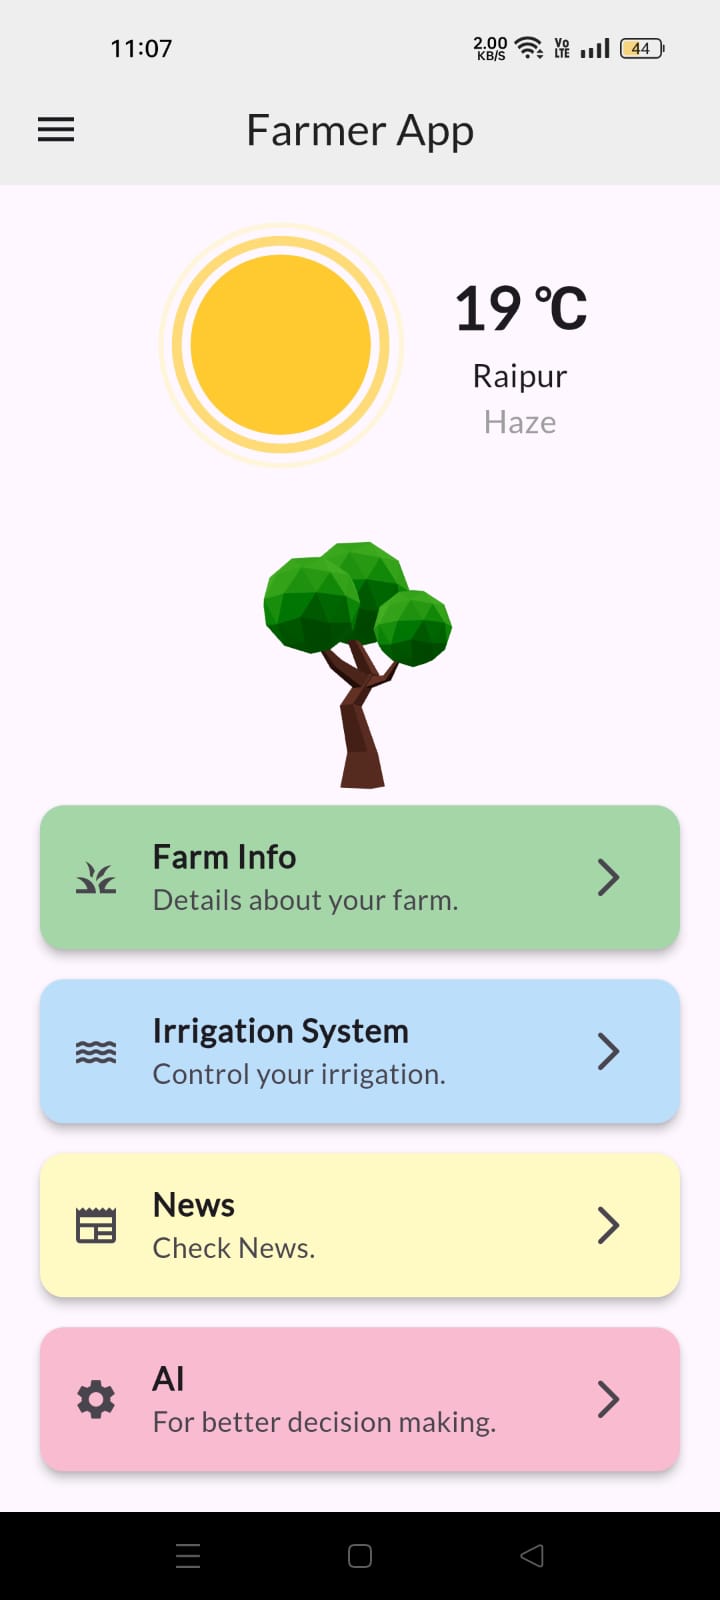 11:07
2.00 KB/S
Vo LTE
44
Farmer App
19 °C
Raipur
Haze
Farm Info
Details about your farm.
Irrigation System
Control your irrigation.
News
Check News.
AI
For better decision making.